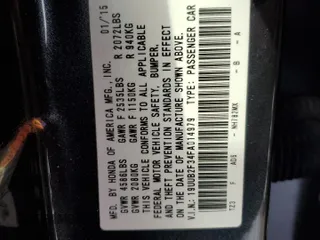 MFD. BY HONDA OF AMERICA MFG., INC. 01/15
GVWR 4586LBS GAWR F 2535LBS R 2072LBS
GVWR 2080KG GAWR F 1150KG R 940KG
THIS VEHICLE CONFORMS TO ALL APPLICABLE
FEDERAL MOTOR VEHICLE SAFETY, BUMPER,
AND THEFT PREVENTION STANDARDS IN EFFECT
ON THE DATE OF MANUFACTURE SHOWN ABOVE.
V.I.N.: 19UUB2F34FA014979 TYPE: PASSENGER CAR
F AD5 - NH782MX - B - A